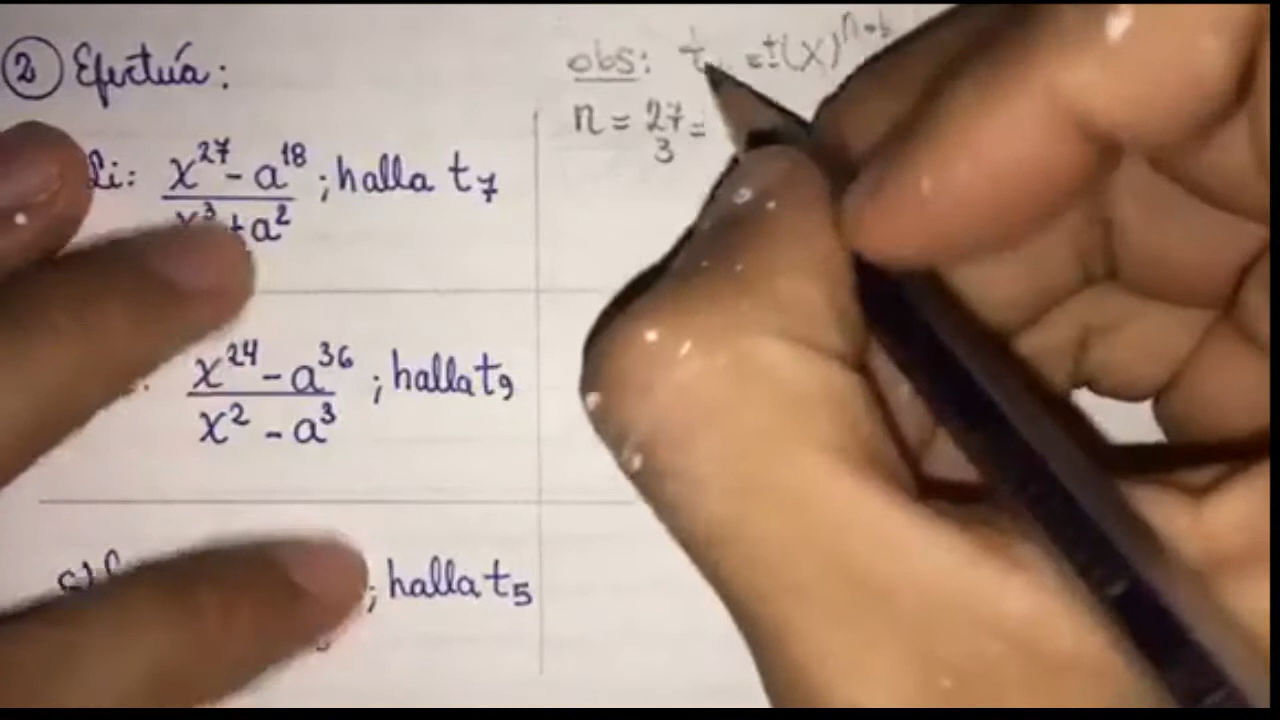 ② Efectúa:
obs: t = ±(x)
n = 27/3 =
Si: x²⁷-a¹⁸/x³+a² ; halla t₇
x²⁴-a³⁶/x²-a³ ; halla t₉
; halla t₅